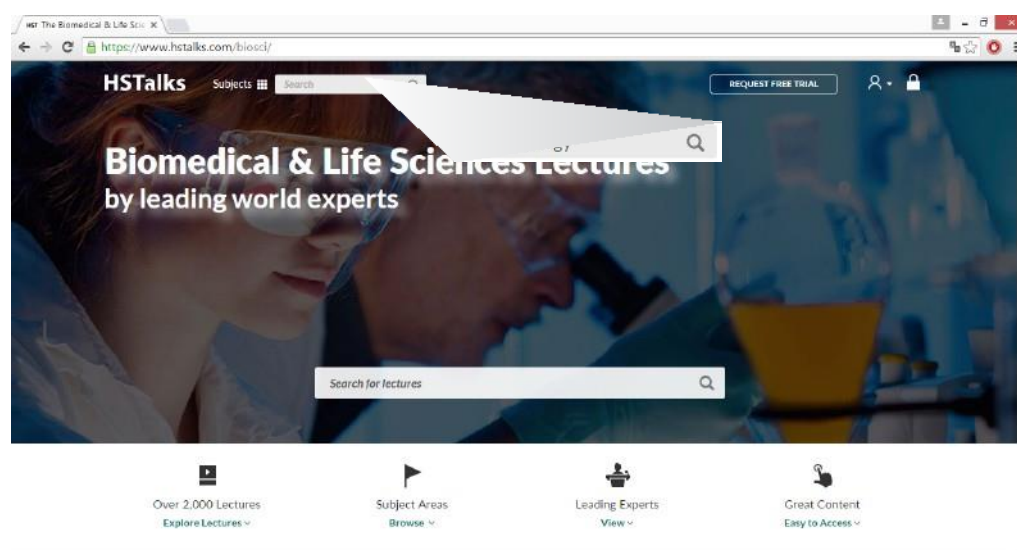 HST The Biomedical & Life Scie
https://www.hstalks.com/biosci/
HSTalks Subjects Search REQUEST FREE TRIAL
Biomedical & Life Sciences Lectures
by leading world experts
Search for lectures
Over 2,000 Lectures Subject Areas Leading Experts Great Content
Explore Lectures Browse View Easy to Access